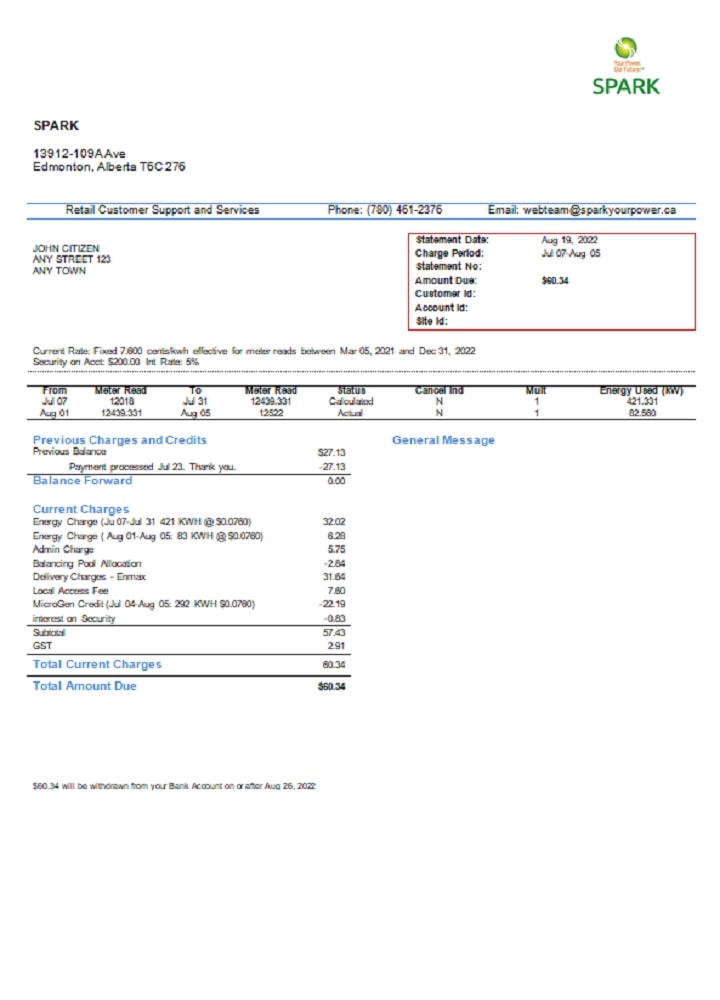 Your Power.
Our Future.™
SPARK
SPARK
13912-109AAve
Edmonton, Alberta T6C276
Retail Customer Support and Services Phone: (780) 461-2376 Email: webteam@sparkyourpower.ca
JOHN CITIZEN
ANY STREET 123
ANY TOWN
Statement Date: Aug 19, 2022
Charge Period: Jul 07-Aug 05
Statement No:
Amount Due: $60.34
Customer Id:
Account Id:
Site Id:
Current Rate: Fixed 7.600 cents/kwh effective for meter reads between Mar 05, 2021 and Dec 31, 2022
Security on Acct: $200.00 Int Rate: 5%
From Meter Read To Meter Read Status Cancel Ind Mult Energy Used (kW)
Jul 07 12018 Jul 31 12439.331 Calculated N 1 421.331
Aug 01 12439.331 Aug 05 12522 Actual N 1 82.580
Previous Charges and Credits
Previous Balance $27.13
Payment processed Jul 23. Thank you. -27.13
Balance Forward 0.00
General Message
Current Charges
Energy Charge (Ju 07-Jul 31 421 KWH @ $0.0760) 32.02
Energy Charge ( Aug 01-Aug 05: 83 KWH @ $0.0760) 6.28
Admin Charge 5.75
Balancing Pool Allocation -2.84
Delivery Charges - Enmax 31.64
Local Access Fee 7.60
MicroGen Credit (Jul 04-Aug 05: 292 KWH $0.0760) -22.19
interest on Security -0.83
Subtotal 57.43
GST 2.91
Total Current Charges 60.34
Total Amount Due $60.34
$60.34 will be withdrawn from your Bank Account on or after Aug 26, 2022